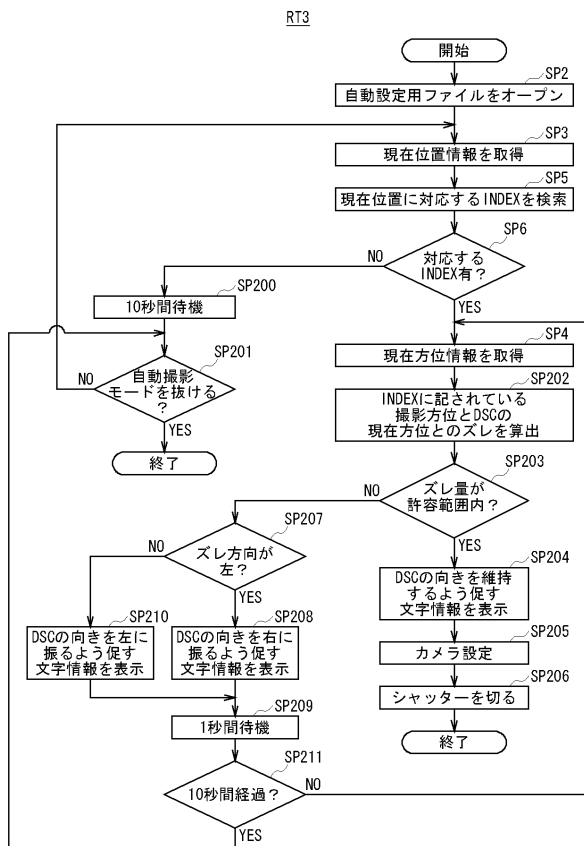 RT3
開始
SP2
自動設定用ファイルをオープン
SP3
現在位置情報を取得
SP5
現在位置に対応するINDEXを検索
SP6
対応する
INDEX有？
NO
YES
SP200
10秒間待機
SP201
自動撮影
モードを抜ける
？
NO
YES
終了
SP4
現在方位情報を取得
SP202
INDEXに記されている
撮影方位とDSCの
現在方位とのズレを算出
SP203
ズレ量が
許容範囲内？
NO
YES
SP204
DSCの向きを維持
するよう促す
文字情報を表示
SP205
カメラ設定
SP206
シャッターを切る
終了
SP207
ズレ方向が
左？
NO
YES
SP210
DSCの向きを左に
振るよう促す
文字情報を表示
SP208
DSCの向きを右に
振るよう促す
文字情報を表示
SP209
1秒間待機
SP211
10秒間経過？
NO
YES